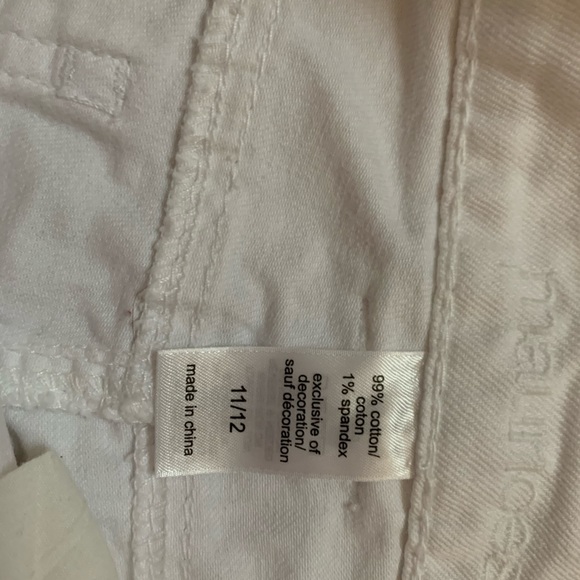 99% cotton/
coton
1% spandex
exclusive of
decoration/
sauf décoration
11/12
made in china